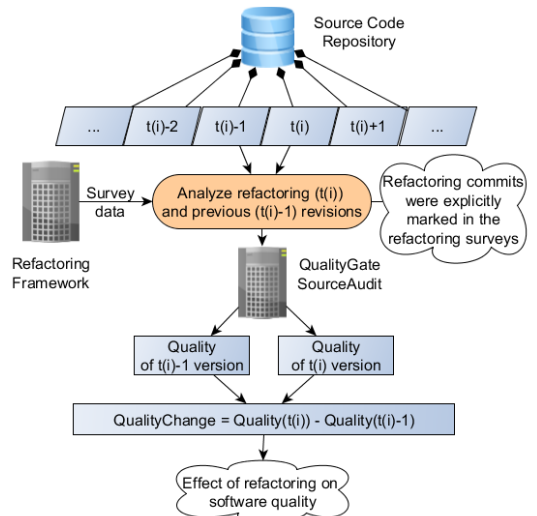 Source Code
Repository
...
t(i)-2
t(i)-1
t(i)
t(i)+1
...
Survey
data
Analyze refactoring (t(i))
and previous (t(i)-1) revisions
Refactoring commits
were explicitly
marked in the
refactoring surveys
Refactoring
Framework
QualityGate
SourceAudit
Quality
of t(i)-1 version
Quality
of t(i) version
QualityChange = Quality(t(i)) - Quality(t(i)-1)
Effect of refactoring on
software quality